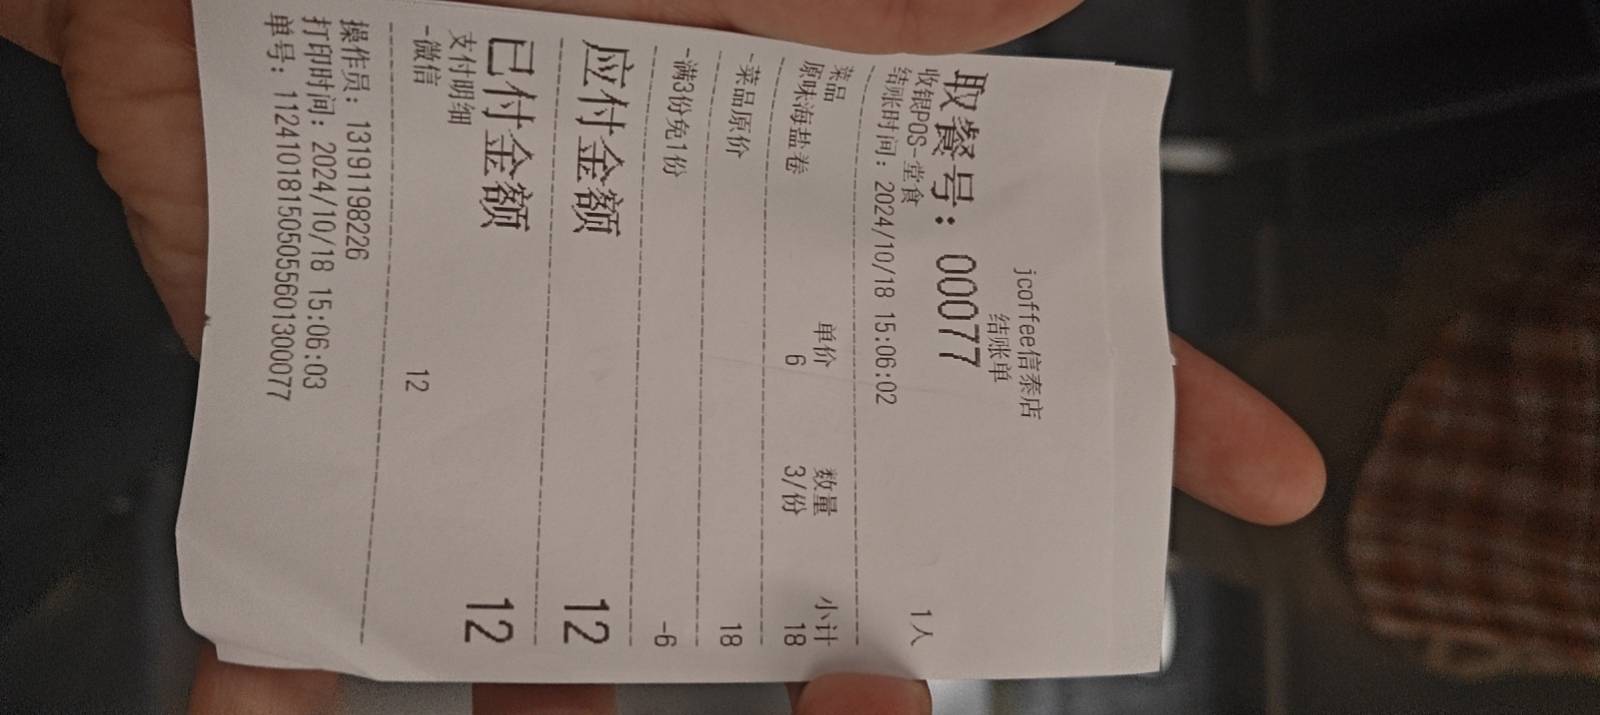 jcoffee信泰店
结账单
取餐号: 00077
收银POS-堂食 1人
结账时间: 2024/10/18 15:06:02
菜品 单价 数量 小计
原味海盐卷 6 3/份 18
-菜品原价 18
-满3份免1份 -6
应付金额 12
已付金额 12
支付明细
-微信 12
操作员: 13191198226
打印时间: 2024/10/18 15:06:03
单号: 112410181505055601300077